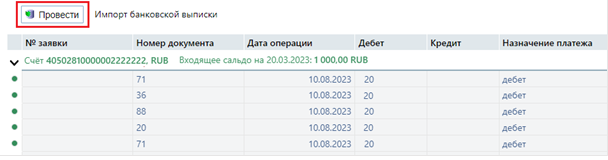 Провести Импорт банковской выписки
№ заявки Номер документа Дата операции Дебет Кредит Назначение платежа
Счёт 40502810000002222222, RUB Входящее сальдо на 20.03.2023: 1 000,00 RUB
71 10.08.2023 20 дебет
36 10.08.2023 20 дебет
88 10.08.2023 20 дебет
20 10.08.2023 20 дебет
71 10.08.2023 20 дебет